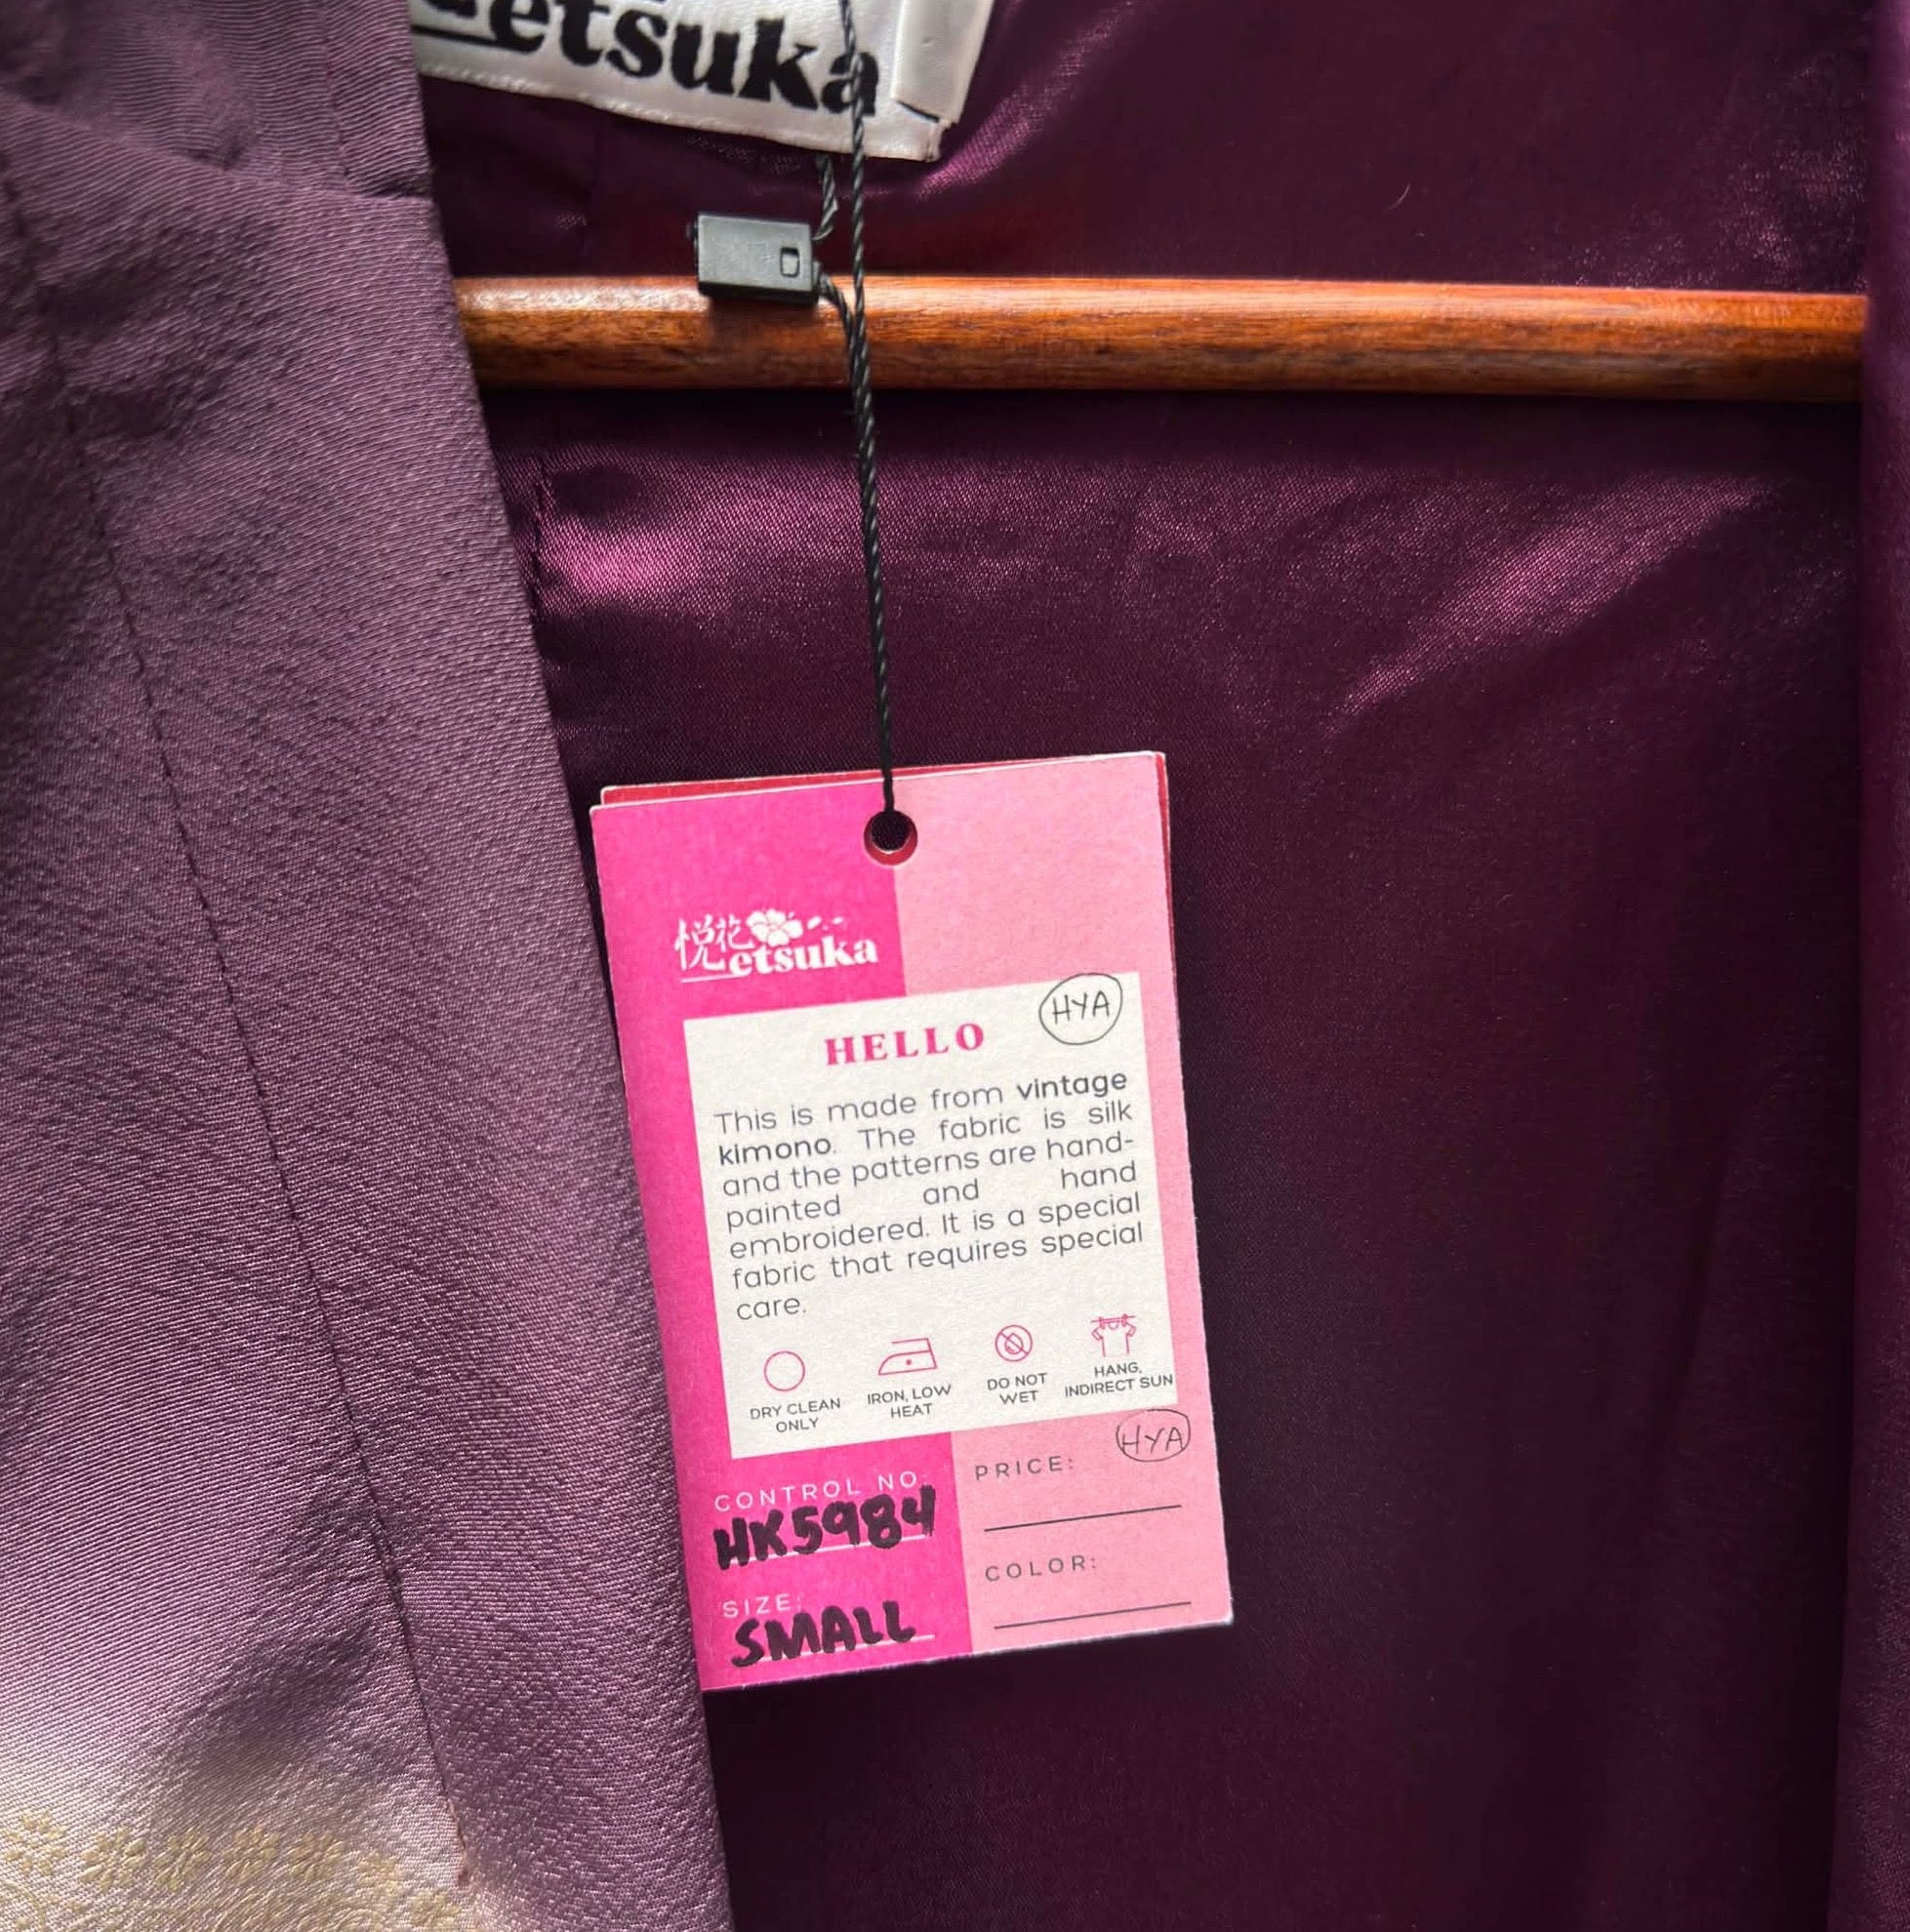 etsuka
悦花
etsuka
HYA
HELLO
This is made from vintage
kimono. The fabric is silk
and the patterns are hand-
painted and hand
embroidered. It is a special
fabric that requires special
care.
DRY CLEAN
ONLY
IRON, LOW
HEAT
DO NOT
WET
HANG,
INDIRECT SUN
HYA
CONTROL NO.
HK5984
PRICE:
SIZE:
SMALL
COLOR: